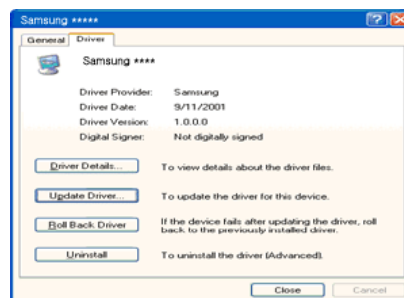 Samsung *****
General Driver
Samsung ****
Driver Provider: Samsung
Driver Date: 9/11/2001
Driver Version: 1.0.0.0
Digital Signer: Not digitally signed
Driver Details... To view details about the driver files.
Update Driver... To update the driver for this device.
Roll Back Driver If the device fails after updating the driver, roll
back to the previously installed driver.
Uninstall To uninstall the driver (Advanced).
Close Cancel